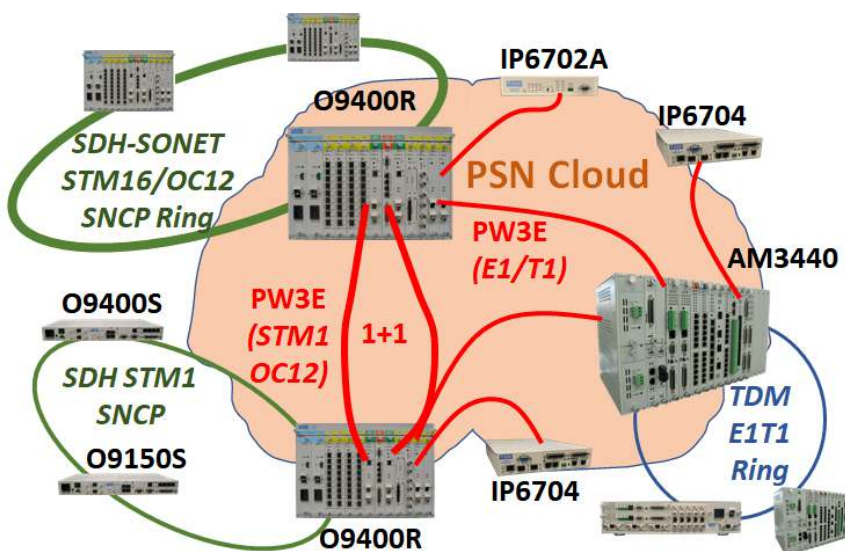 IP6702A
O9400R
IP6704
SDH-SONET
STM16/OC12
SNCP Ring
PSN Cloud
PW3E
(E1/T1)
AM3440
O9400S
PW3E
(STM1
OC12)
1+1
SDH STM1
SNCP
TDM
E1T1
Ring
O9150S
IP6704
O9400R